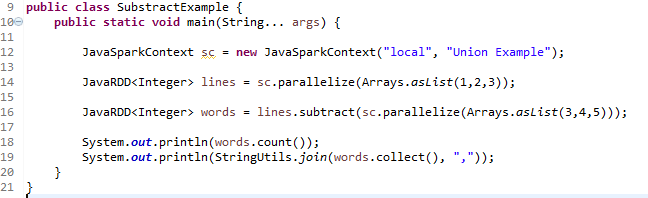 9 public class SubstractExample {
10 public static void main(String... args) {
11
12 JavaSparkContext sc = new JavaSparkContext("local", "Union Example");
13
14 JavaRDD<Integer> lines = sc.parallelize(Arrays.asList(1,2,3));
15
16 JavaRDD<Integer> words = lines.subtract(sc.parallelize(Arrays.asList(3,4,5)));
17
18 System.out.println(words.count());
19 System.out.println(StringUtils.join(words.collect(), ","));
20 }
21 }